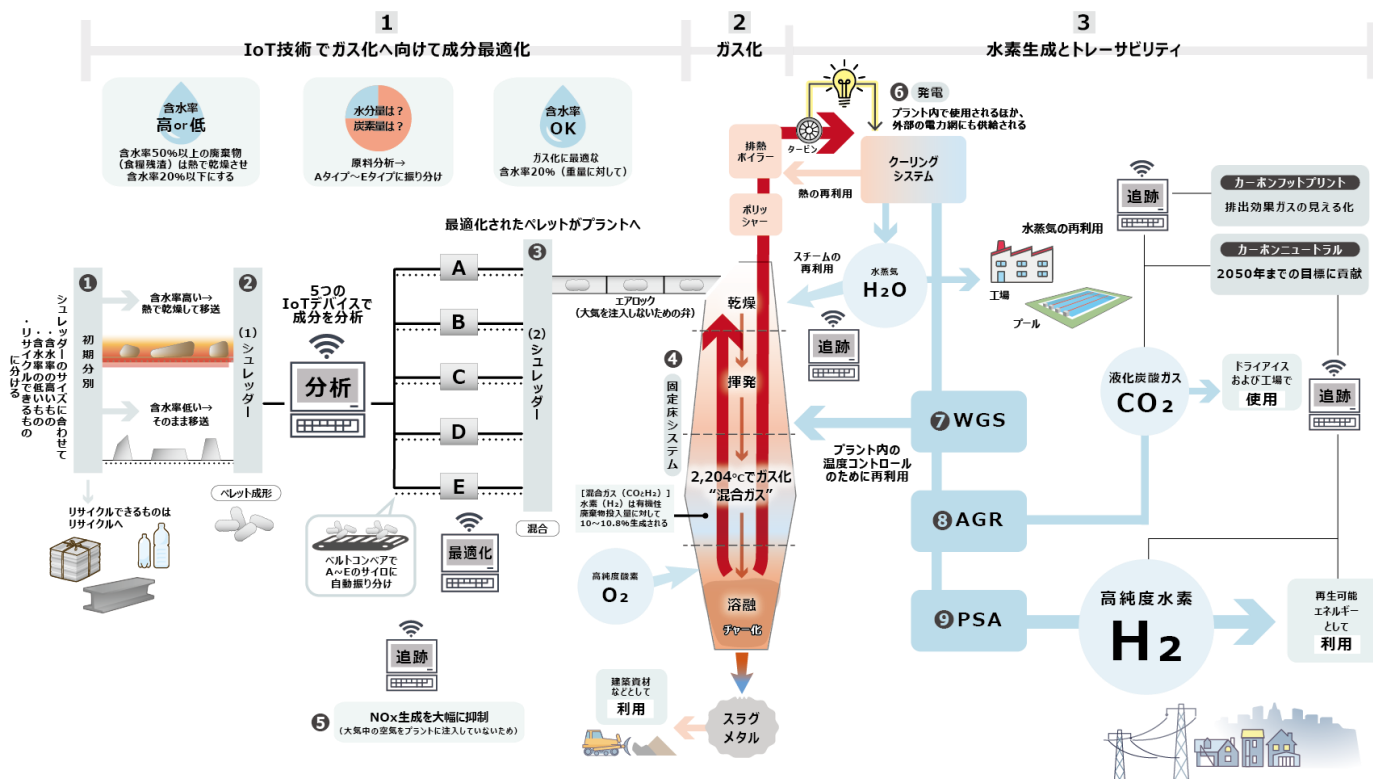 1
IoT技術でガス化へ向けて成分最適化
2
ガス化
3
水素生成とトレーサビリティ
含水率
高or低
含水率50%以上の廃棄物
(食糧残渣)は熱で乾燥させ
含水率20%以下にする
水分量は?
炭素量は?
原料分析→
Aタイプ〜Eタイプに振り分け
含水率
OK
ガス化に最適な
含水率20%(重量に対して)
最適化されたペレットがプラントへ
シュレッダーのサイズに合わせて
・含水率の高いもの
・含水率の低いもの
・リサイクルできるもの
に分ける
❶
初期分別
含水率高い→
熱で乾燥して移送
含水率低い→
そのまま移送
リサイクルできるものは
リサイクルへ
❷
(1)シュレッダー
ペレット成形
5つの
IoTデバイスで
成分を分析
分析
A
B
C
D
E
ベルトコンベアで
A〜Eのサイロに
自動振り分け
最適化
❸
(2)シュレッダー
混合
追跡
❺
NOx生成を大幅に抑制
(大気中の空気をプラントに注入していないため)
エアロック
(大気を注入しないための弁)
❹
固定床システム
排熱
ボイラー
ポリッ
シャー
タービン
乾燥
揮発
2,204℃でガス化
“混合ガス”
[混合ガス(COとH₂)]
水素(H₂)は有機性
廃棄物投入量に対して
10〜10.8%生成される
高純度酸素
O₂
溶融
チャー化
スラグ
メタル
建築資材
などとして
利用
❻
発電
プラント内で使用されるほか、
外部の電力網にも供給される
クーリング
システム
熱の再利用
スチームの
再利用
水蒸気
H₂O
追跡
水蒸気の再利用
工場
プール
❼WGS
プラント内の
温度コントロール
のために再利用
❽AGR
❾PSA
追跡
カーボンフットプリント
排出効果ガスの見える化
カーボンニュートラル
2050年までの目標に貢献
液化炭酸ガス
CO₂
ドライアイス
および工場で
使用
追跡
高純度水素
H₂
再生可能
エネルギー
として
利用